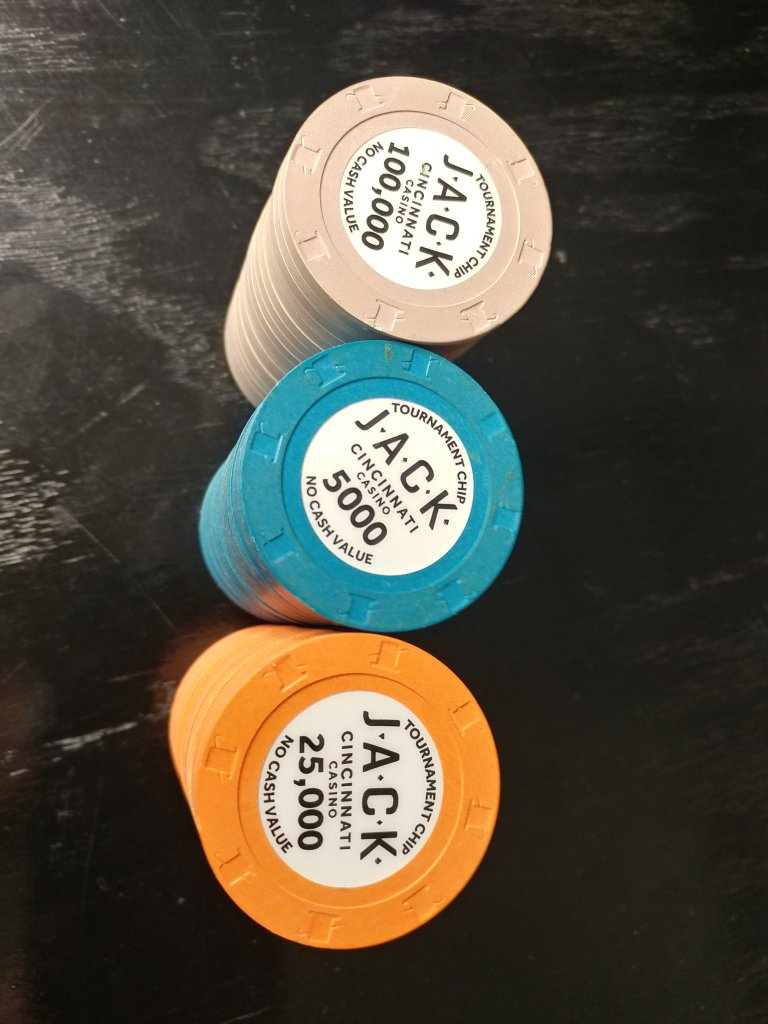 TOURNAMENT CHIP
J·A·C·K
CINCINNATI
CASINO
100,000
NO CASH VALUE
TOURNAMENT CHIP
J·A·C·K
CINCINNATI
CASINO
5000
NO CASH VALUE
TOURNAMENT CHIP
J·A·C·K
CINCINNATI
CASINO
25,000
NO CASH VALUE